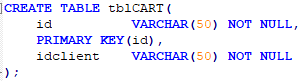 CREATE TABLE tblCART(
id VARCHAR(50) NOT NULL,
PRIMARY KEY(id),
idclient VARCHAR(50) NOT NULL
);